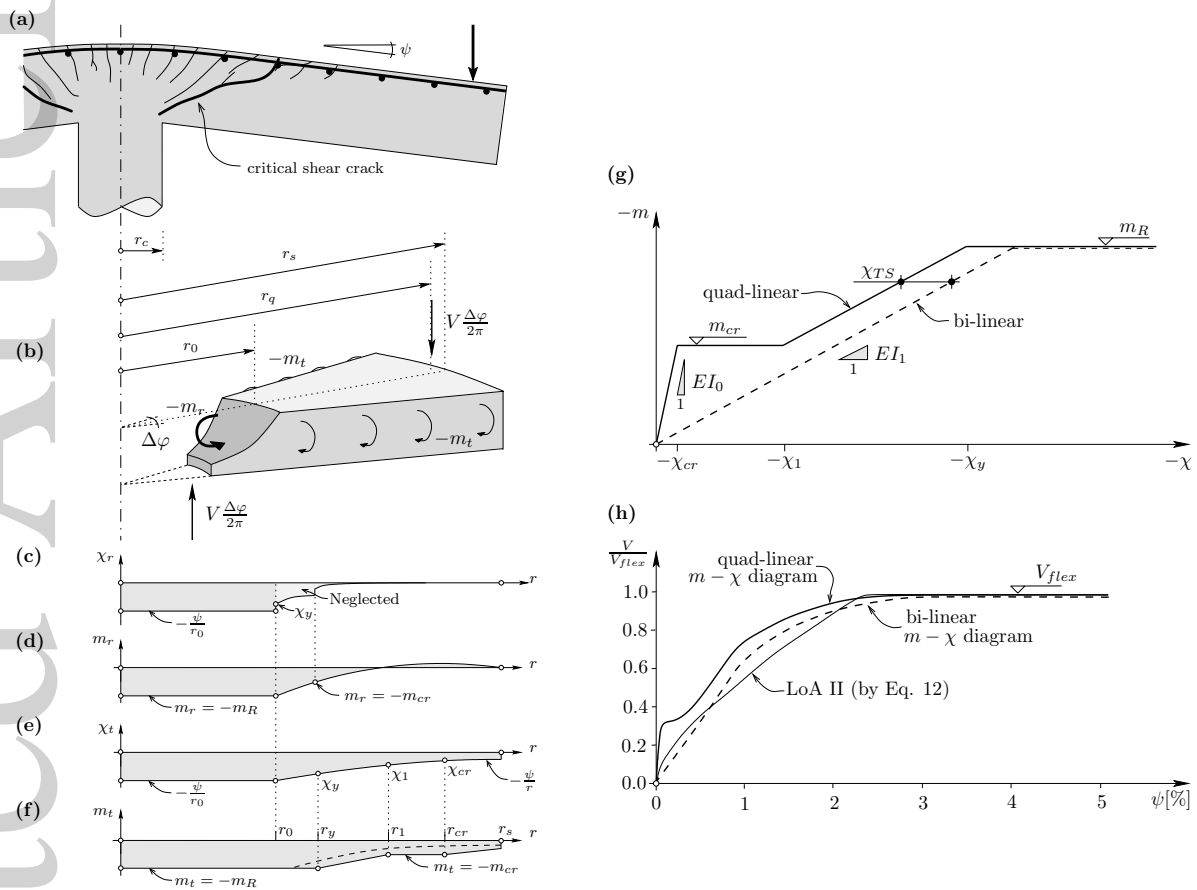 (a)
ψ
critical shear crack
r_c
r_s
r_q
(b)
V Δφ/2π
r_0
−m_t
−m_r
Δφ
−m_t
V Δφ/2π
(c)
χ_r
r
Neglected
χ_y
−ψ/r_0
(d)
m_r
r
m_r = −m_R
m_r = −m_cr
(e)
χ_t
r
χ_y
χ_1
χ_cr
−ψ/r_0
−ψ/r
(f)
m_t
r_0
r_y
r_1
r_cr
r_s
r
m_t = −m_R
m_t = −m_cr
(g)
−m
m_R
χ_TS
quad-linear
m_cr
bi-linear
EI_1
1
EI_0
1
−χ_cr
−χ_1
−χ_y
−χ
(h)
V/V_flex
quad-linear
m − χ diagram
V_flex
1.0
bi-linear
m − χ diagram
0.8
0.6
LoA II (by Eq. 12)
0.4
0.2
0.0
0
1
2
3
4
5
ψ[%]